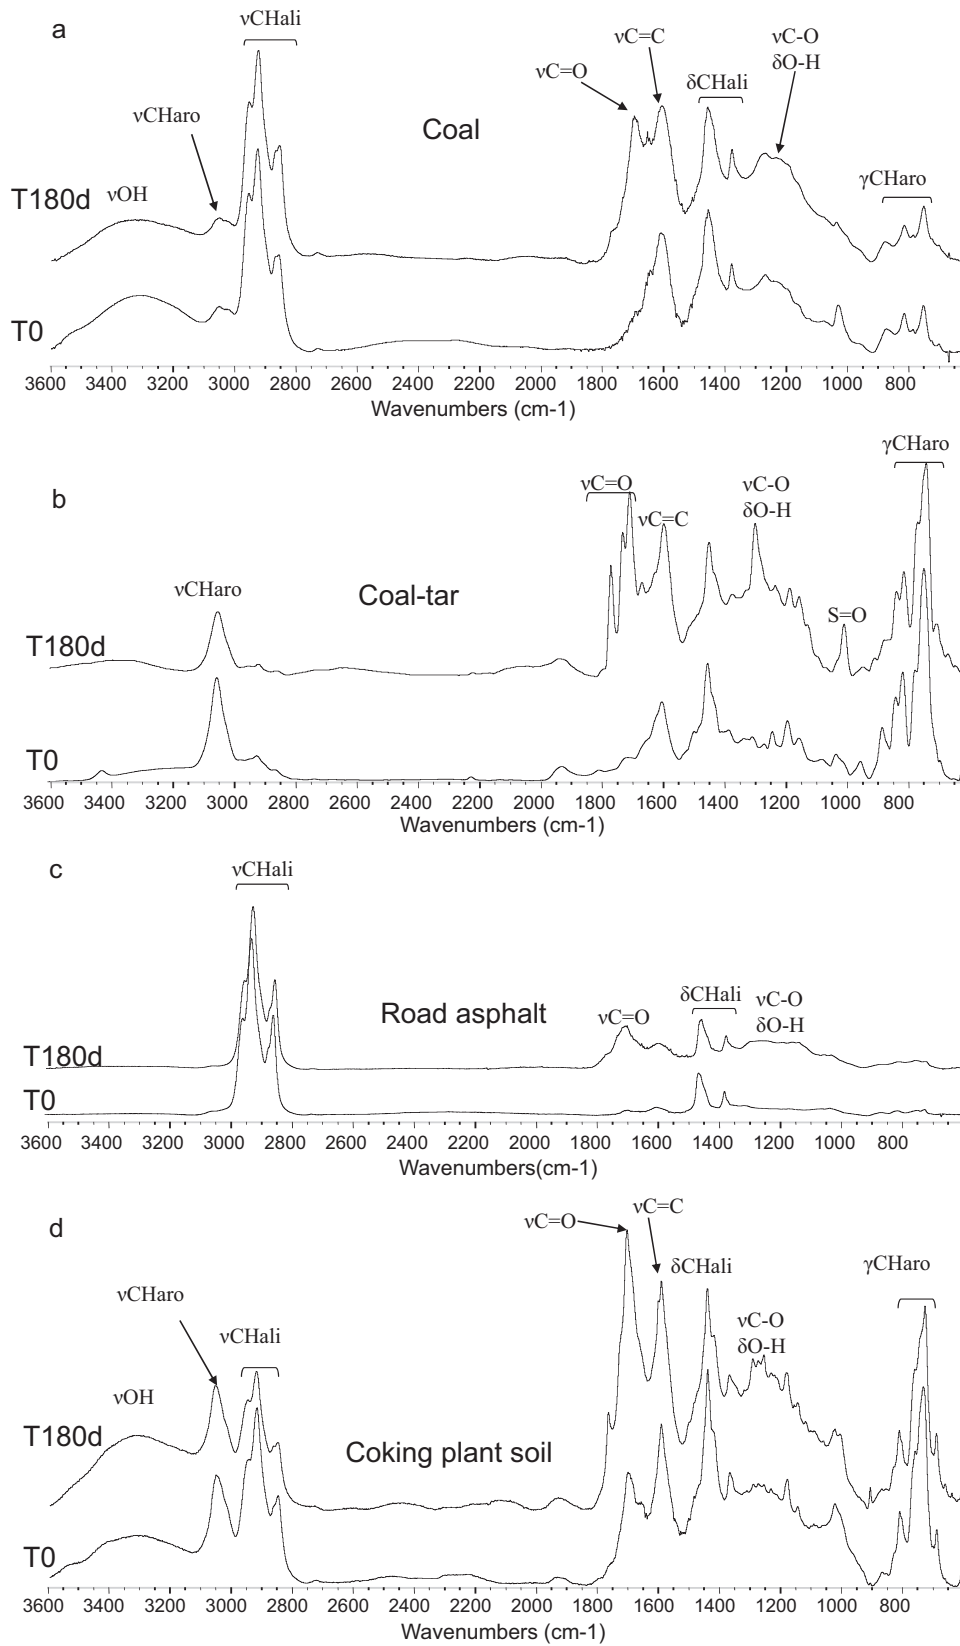 a
νCHali
νC=C
νC-O
δO-H
νC=O
δCHali
νCHaro
Coal
γCHaro
T180d
νOH
T0
3600 3400 3200 3000 2800 2600 2400 2200 2000 1800 1600 1400 1200 1000 800
Wavenumbers (cm-1)
b
γCHaro
νC=O
νC-O
δO-H
νC=C
νCHaro
Coal-tar
S=O
T180d
T0
3600 3400 3200 3000 2800 2600 2400 2200 2000 1800 1600 1400 1200 1000 800
Wavenumbers (cm-1)
c
νCHali
Road asphalt
δCHali
νC-O
δO-H
νC=O
T180d
T0
3600 3400 3200 3000 2800 2600 2400 2200 2000 1800 1600 1400 1200 1000 800
Wavenumbers(cm-1)
d
νC=C
νC=O
δCHali
γCHaro
νCHaro
νC-O
δO-H
νCHali
νOH
T180d
Coking plant soil
T0
3600 3400 3200 3000 2800 2600 2400 2200 2000 1800 1600 1400 1200 1000 800
Wavenumbers (cm-1)